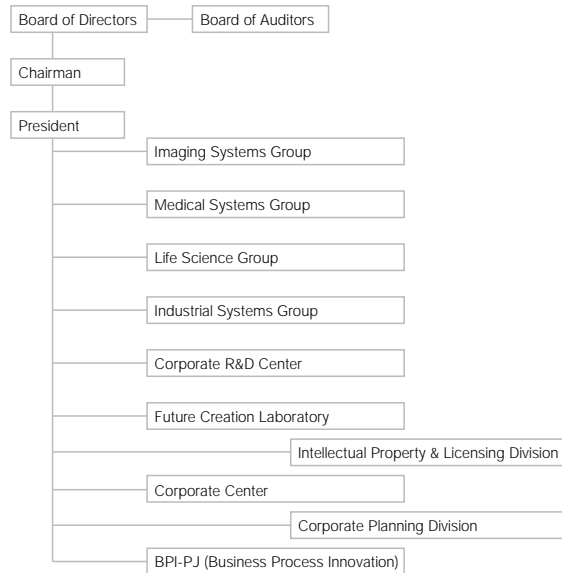 Board of Directors
Board of Auditors
Chairman
President
Imaging Systems Group
Medical Systems Group
Life Science Group
Industrial Systems Group
Corporate R&D Center
Future Creation Laboratory
Intellectual Property & Licensing Division
Corporate Center
Corporate Planning Division
BPI-PJ (Business Process Innovation)